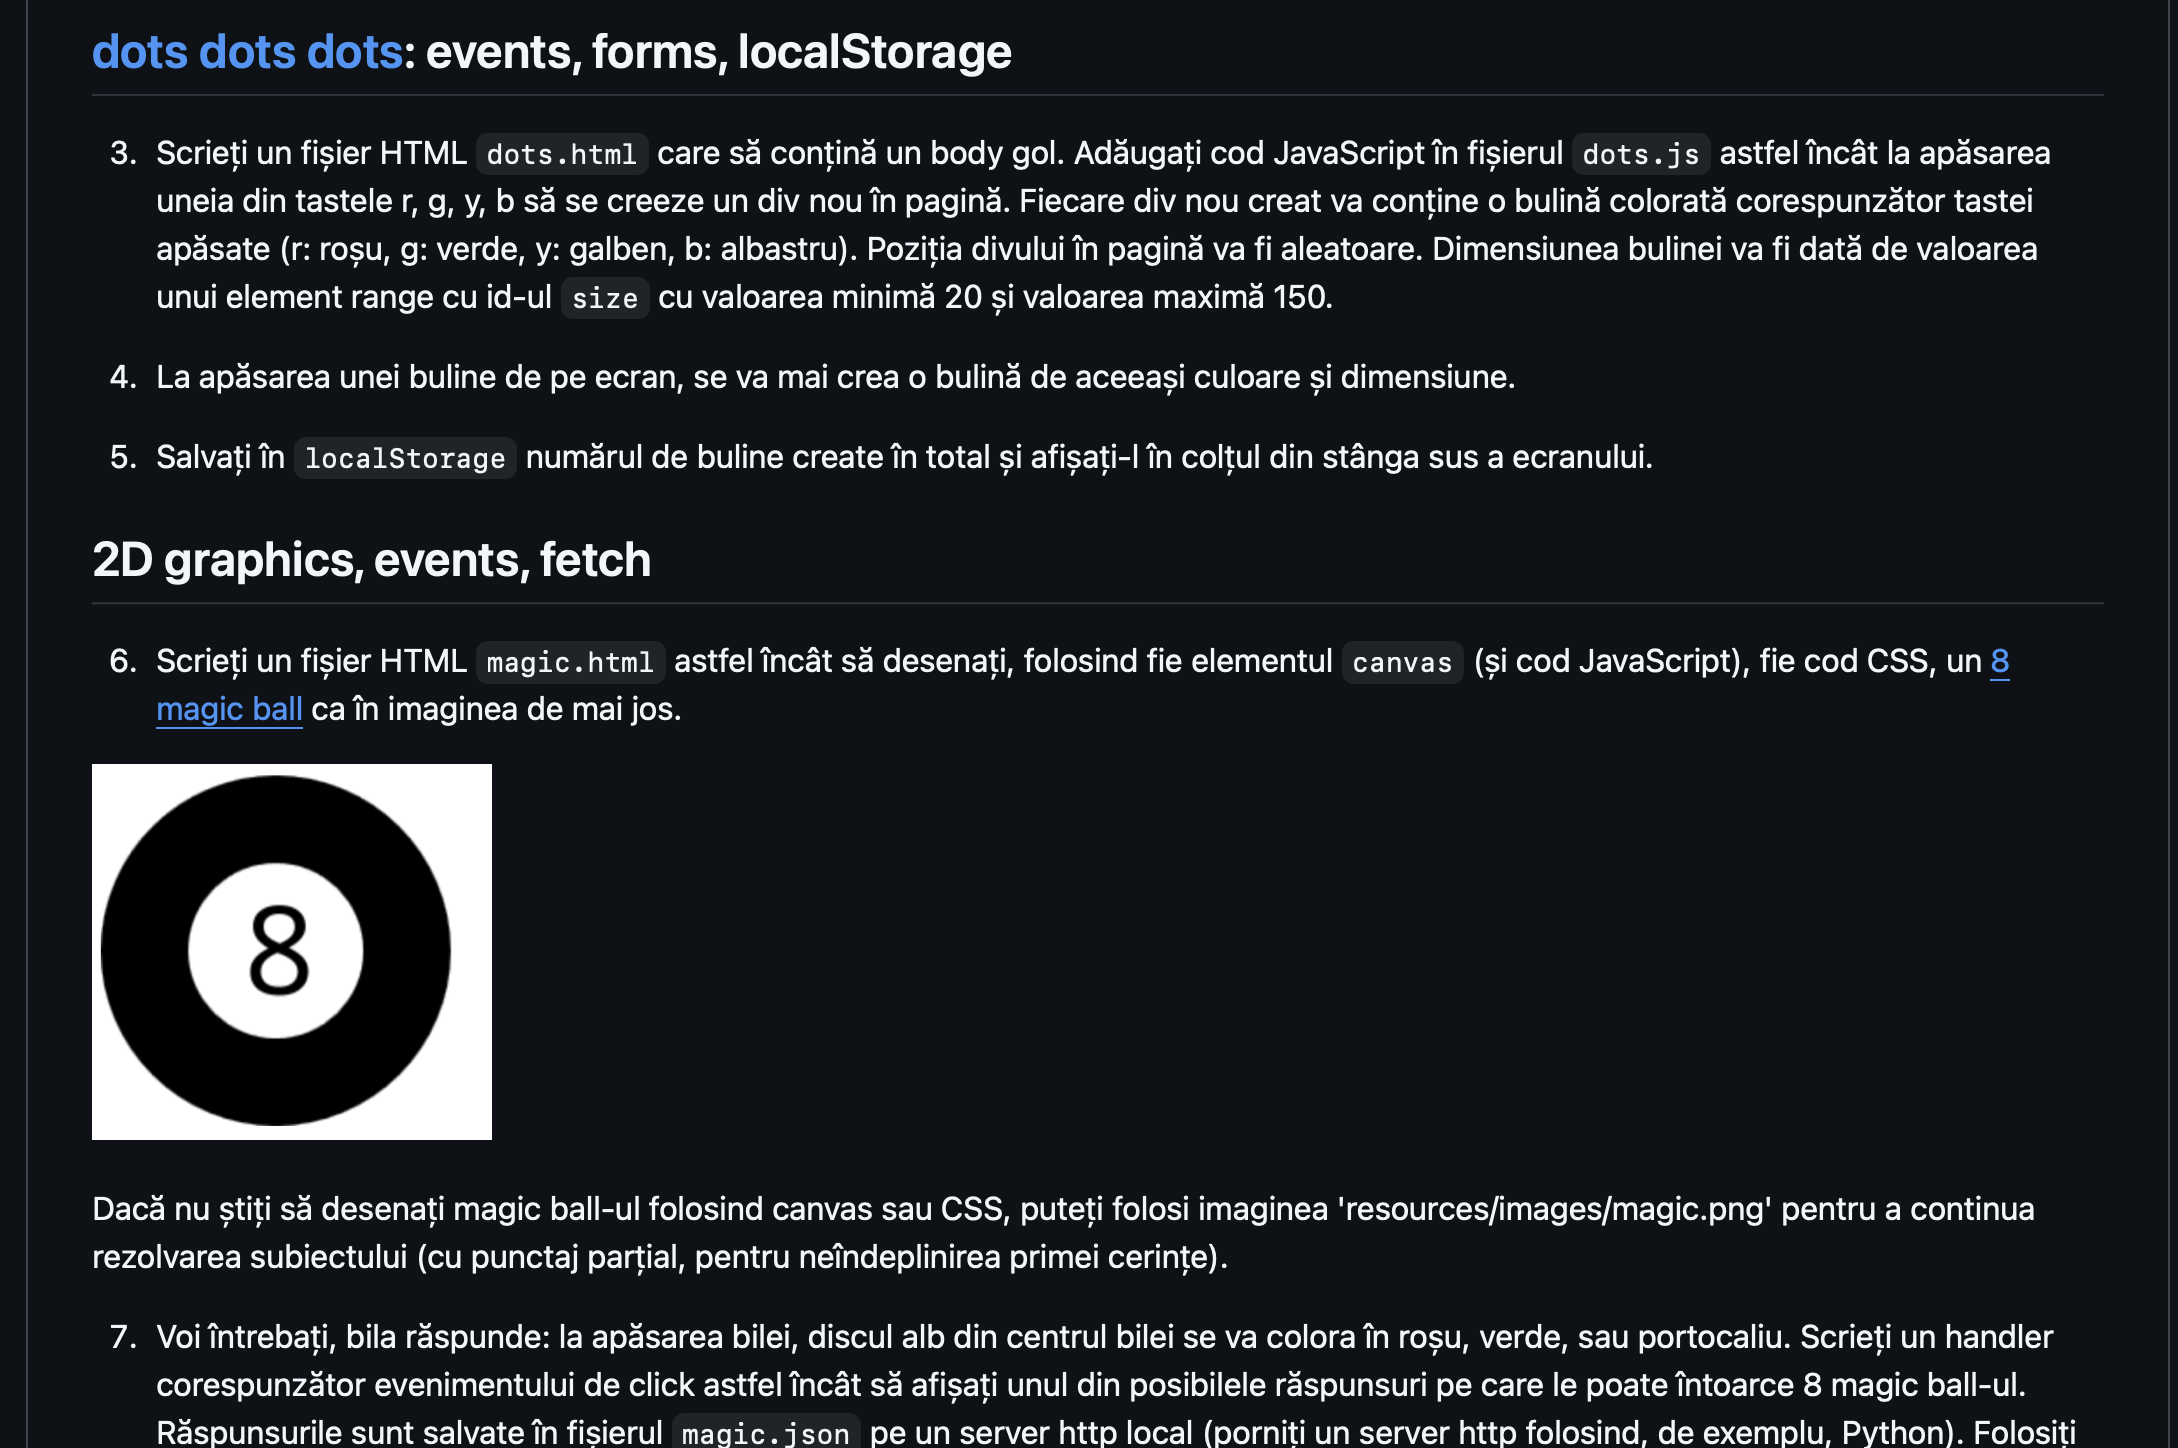 dots dots dots: events, forms, localStorage
3. Scrieți un fișier HTML dots.html care să conțină un body gol. Adăugați cod JavaScript în fișierul dots.js astfel încât la apăsarea
uneia din tastele r, g, y, b să se creeze un div nou în pagină. Fiecare div nou creat va conține o bulină colorată corespunzător tastei
apăsate (r: roșu, g: verde, y: galben, b: albastru). Poziția divului în pagină va fi aleatoare. Dimensiunea bulinei va fi dată de valoarea
unui element range cu id-ul size cu valoarea minimă 20 și valoarea maximă 150.
4. La apăsarea unei buline de pe ecran, se va mai crea o bulină de aceeași culoare și dimensiune.
5. Salvați în localStorage numărul de buline create în total și afișați-l în colțul din stânga sus a ecranului.
2D graphics, events, fetch
6. Scrieți un fișier HTML magic.html astfel încât să desenați, folosind fie elementul canvas (și cod JavaScript), fie cod CSS, un 8
magic ball ca în imaginea de mai jos.
8
Dacă nu știți să desenați magic ball-ul folosind canvas sau CSS, puteți folosi imaginea 'resources/images/magic.png' pentru a continua
rezolvarea subiectului (cu punctaj parțial, pentru neîndeplinirea primei cerințe).
7. Voi întrebați, bila răspunde: la apăsarea bilei, discul alb din centrul bilei se va colora în roșu, verde, sau portocaliu. Scrieți un handler
corespunzător evenimentului de click astfel încât să afișați unul din posibilele răspunsuri pe care le poate întoarce 8 magic ball-ul.
Răspunsurile sunt salvate în fișierul magic.json pe un server http local (porniți un server http folosind, de exemplu, Python). Folosiți